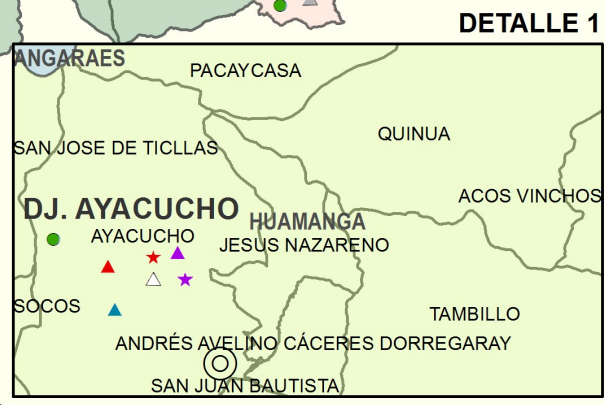 DETALLE 1
ANGARAES
PACAYCASA
QUINUA
SAN JOSE DE TICLLAS
ACOS VINCHOS
DJ. AYACUCHO
HUAMANGA
AYACUCHO
JESUS NAZARENO
SOCOS
TAMBILLO
ANDRÉS AVELINO CÁCERES DORREGARAY
SAN JUAN BAUTISTA